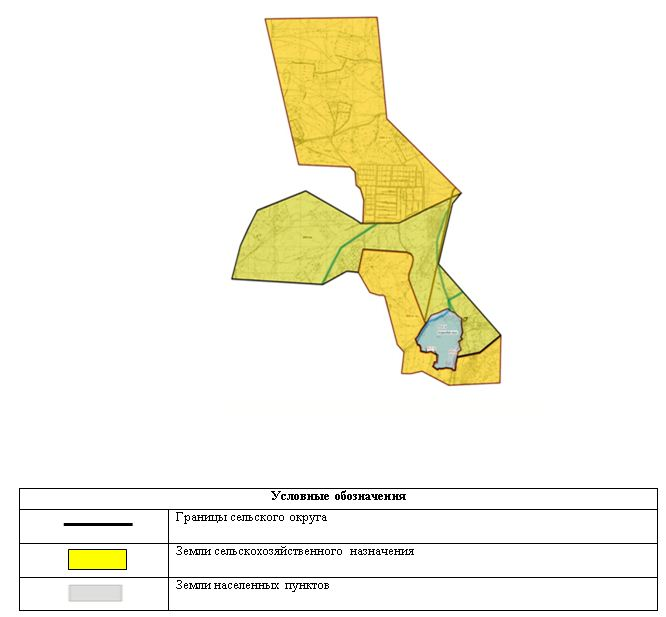 Условные обозначения
Границы сельского округа
Земли сельскохозяйственного назначения
Земли населенных пунктов